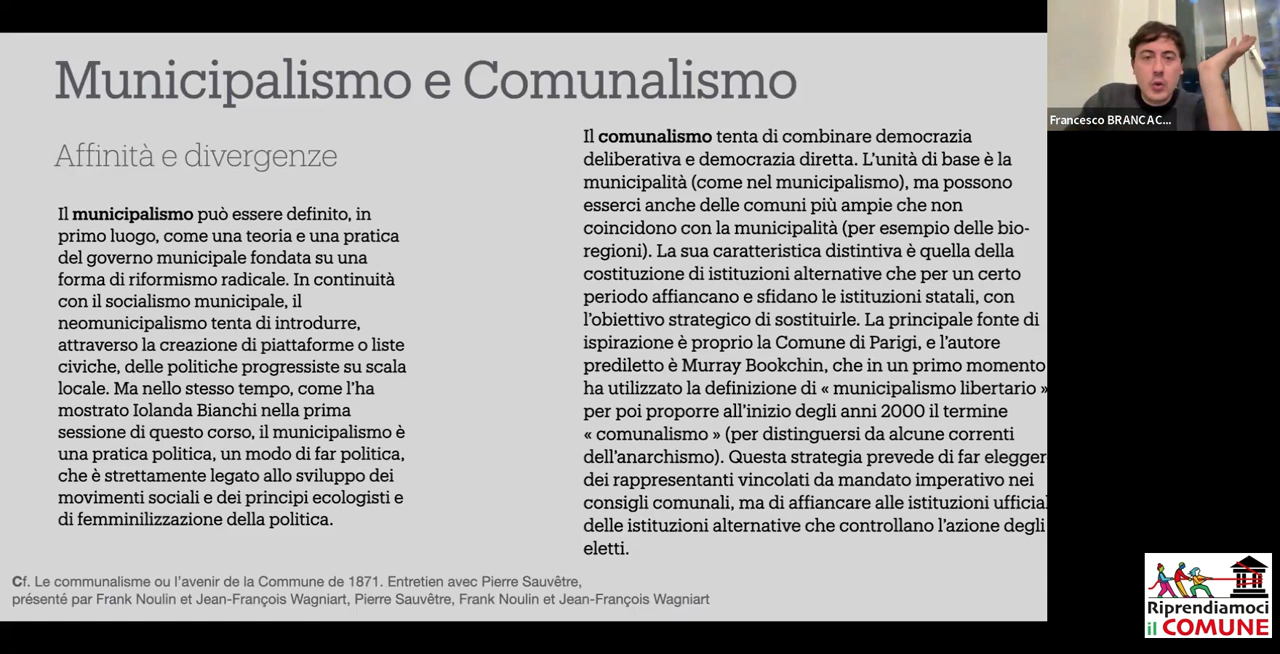 Municipalismo e Comunalismo
Affinità e divergenze
Il municipalismo può essere definito, in
primo luogo, come una teoria e una pratica
del governo municipale fondata su una
forma di riformismo radicale. In continuità
con il socialismo municipale, il
neomunicipalismo tenta di introdurre,
attraverso la creazione di piattaforme o liste
civiche, delle politiche progressiste su scala
locale. Ma nello stesso tempo, come l'ha
mostrato Iolanda Bianchi nella prima
sessione di questo corso, il municipalismo è
una pratica politica, un modo di far politica,
che è strettamente legato allo sviluppo dei
movimenti sociali e dei principi ecologisti e
di femminilizzazione della politica.
Il comunalismo tenta di combinare democrazia
deliberativa e democrazia diretta. L'unità di base è la
municipalità (come nel municipalismo), ma possono
esserci anche delle comuni più ampie che non
coincidono con la municipalità (per esempio delle bio-
regioni). La sua caratteristica distintiva è quella della
costituzione di istituzioni alternative che per un certo
periodo affiancano e sfidano le istituzioni statali, con
l'obiettivo strategico di sostituirle. La principale fonte di
ispirazione è proprio la Comune di Parigi, e l'autore
prediletto è Murray Bookchin, che in un primo momento
ha utilizzato la definizione di « municipalismo libertario »
per poi proporre all'inizio degli anni 2000 il termine
« comunalismo » (per distinguersi da alcune correnti
dell'anarchismo). Questa strategia prevede di far elegger
dei rappresentanti vincolati da mandato imperativo nei
consigli comunali, ma di affiancare alle istituzioni ufficial
delle istituzioni alternative che controllano l'azione degli
eletti.
Cf. Le communalisme ou l'avenir de la Commune de 1871. Entretien avec Pierre Sauvêtre,
présenté par Frank Noulin et Jean-François Wagniart, Pierre Sauvêtre, Frank Noulin et Jean-François Wagniart
Francesco BRANCAC...
Riprendiamoci
il COMUNE